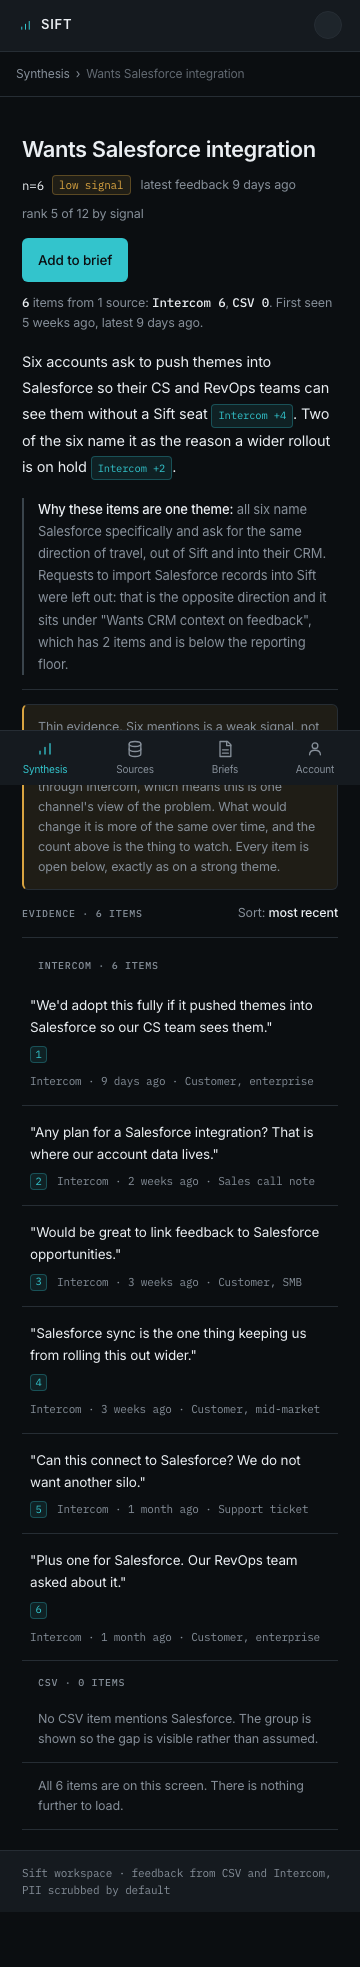 SIFT
Synthesis › Wants Salesforce integration
Wants Salesforce integration
n=6 low signal latest feedback 9 days ago
rank 5 of 12 by signal
Add to brief
6 items from 1 source: Intercom 6, CSV 0. First seen
5 weeks ago, latest 9 days ago.
Six accounts ask to push themes into
Salesforce so their CS and RevOps teams can
see them without a Sift seat Intercom +4. Two
of the six name it as the reason a wider rollout
is on hold Intercom +2.
Why these items are one theme: all six name
Salesforce specifically and ask for the same
direction of travel, out of Sift and into their CRM.
Requests to import Salesforce records into Sift
were left out: that is the opposite direction and it
sits under "Wants CRM context on feedback",
which has 2 items and is below the reporting
floor.
Thin evidence. Six mentions is a weak signal, not
Synthesis Sources Briefs Account
through Intercom, which means this is one
channel's view of the problem. What would
change it is more of the same over time, and the
count above is the thing to watch. Every item is
open below, exactly as on a strong theme.
EVIDENCE · 6 ITEMS Sort: most recent
INTERCOM · 6 ITEMS
"We'd adopt this fully if it pushed themes into
Salesforce so our CS team sees them."
1
Intercom · 9 days ago · Customer, enterprise
"Any plan for a Salesforce integration? That is
where our account data lives."
2 Intercom · 2 weeks ago · Sales call note
"Would be great to link feedback to Salesforce
opportunities."
3 Intercom · 3 weeks ago · Customer, SMB
"Salesforce sync is the one thing keeping us
from rolling this out wider."
4
Intercom · 3 weeks ago · Customer, mid-market
"Can this connect to Salesforce? We do not
want another silo."
5 Intercom · 1 month ago · Support ticket
"Plus one for Salesforce. Our RevOps team
asked about it."
6
Intercom · 1 month ago · Customer, enterprise
CSV · 0 ITEMS
No CSV item mentions Salesforce. The group is
shown so the gap is visible rather than assumed.
All 6 items are on this screen. There is nothing
further to load.
Sift workspace · feedback from CSV and Intercom,
PII scrubbed by default